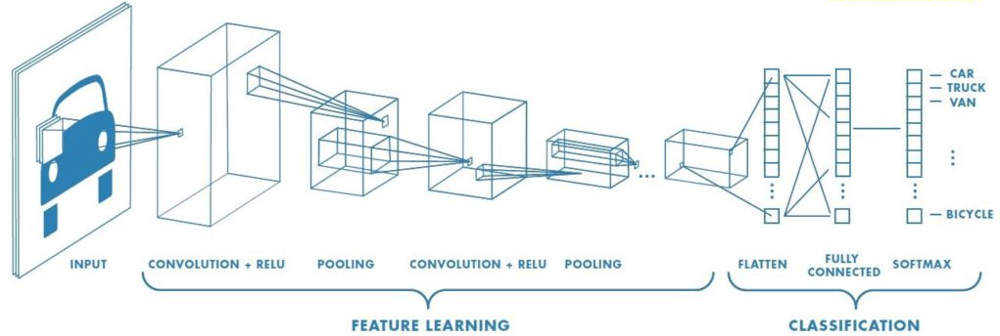 CAR
TRUCK
VAN
BICYCLE
INPUT
CONVOLUTION + RELU
POOLING
CONVOLUTION + RELU
POOLING
FLATTEN
FULLY
CONNECTED
SOFTMAX
FEATURE LEARNING
CLASSIFICATION